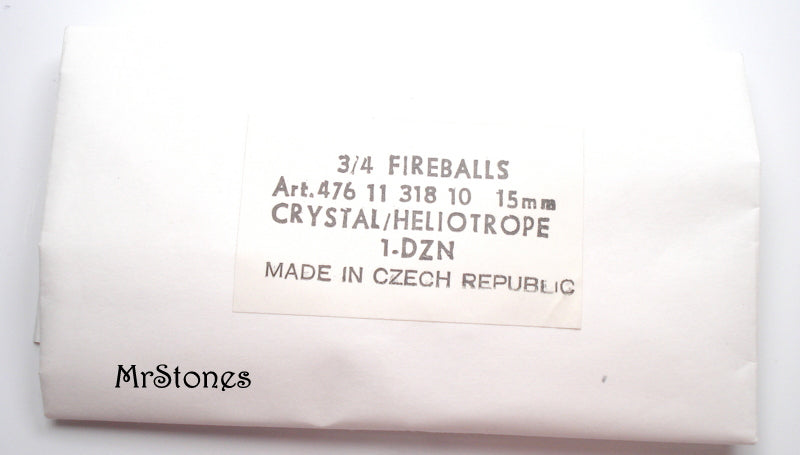 3/4 FIREBALLS
Art.476 11 318 10 15mm
CRYSTAL/HELIOTROPE
1-DZN
MADE IN CZECH REPUBLIC
MrStones